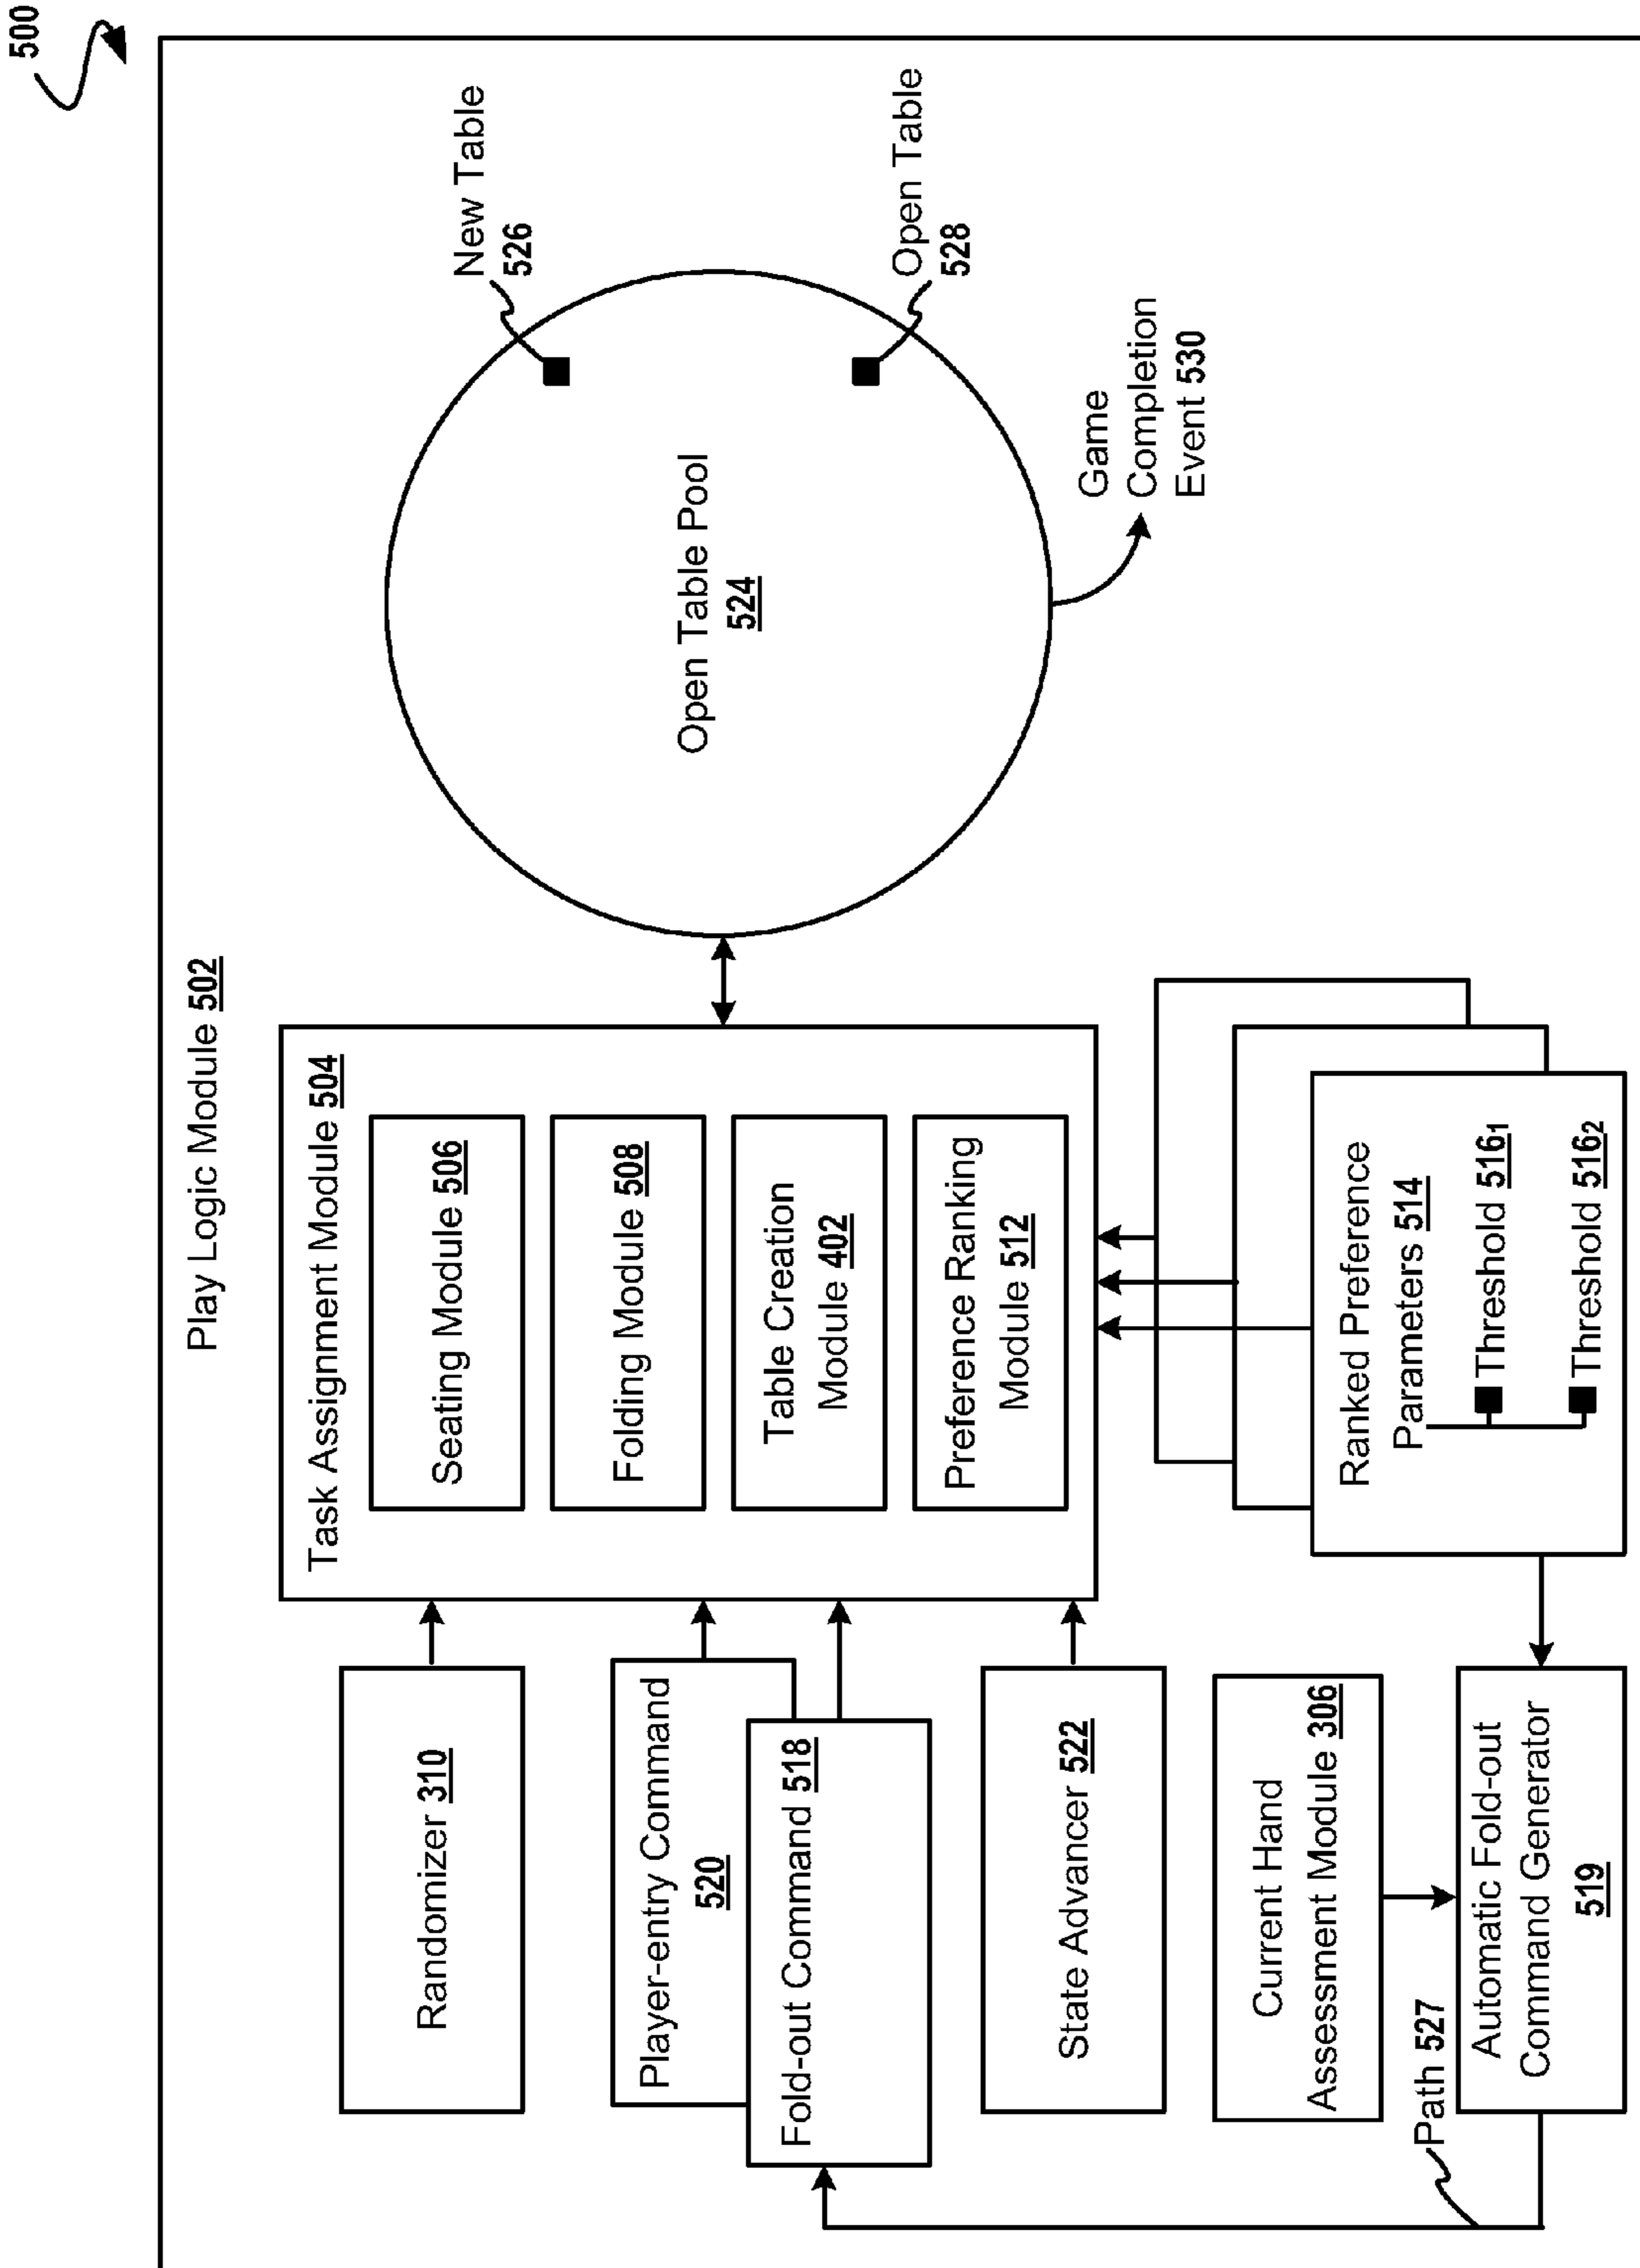 500
Play Logic Module 502
Randomizer 310
Player-entry Command
520
Fold-out Command 518
State Advancer 522
Current Hand
Assessment Module 306
Path 527
Automatic Fold-out
Command Generator
519
Task Assignment Module 504
Seating Module 506
Folding Module 508
Table Creation
Module 402
Preference Ranking
Module 512
Ranked Preference
Parameters 514
Threshold 516₁
Threshold 516₂
Open Table Pool
524
New Table
526
Open Table
528
Game
Completion
Event 530